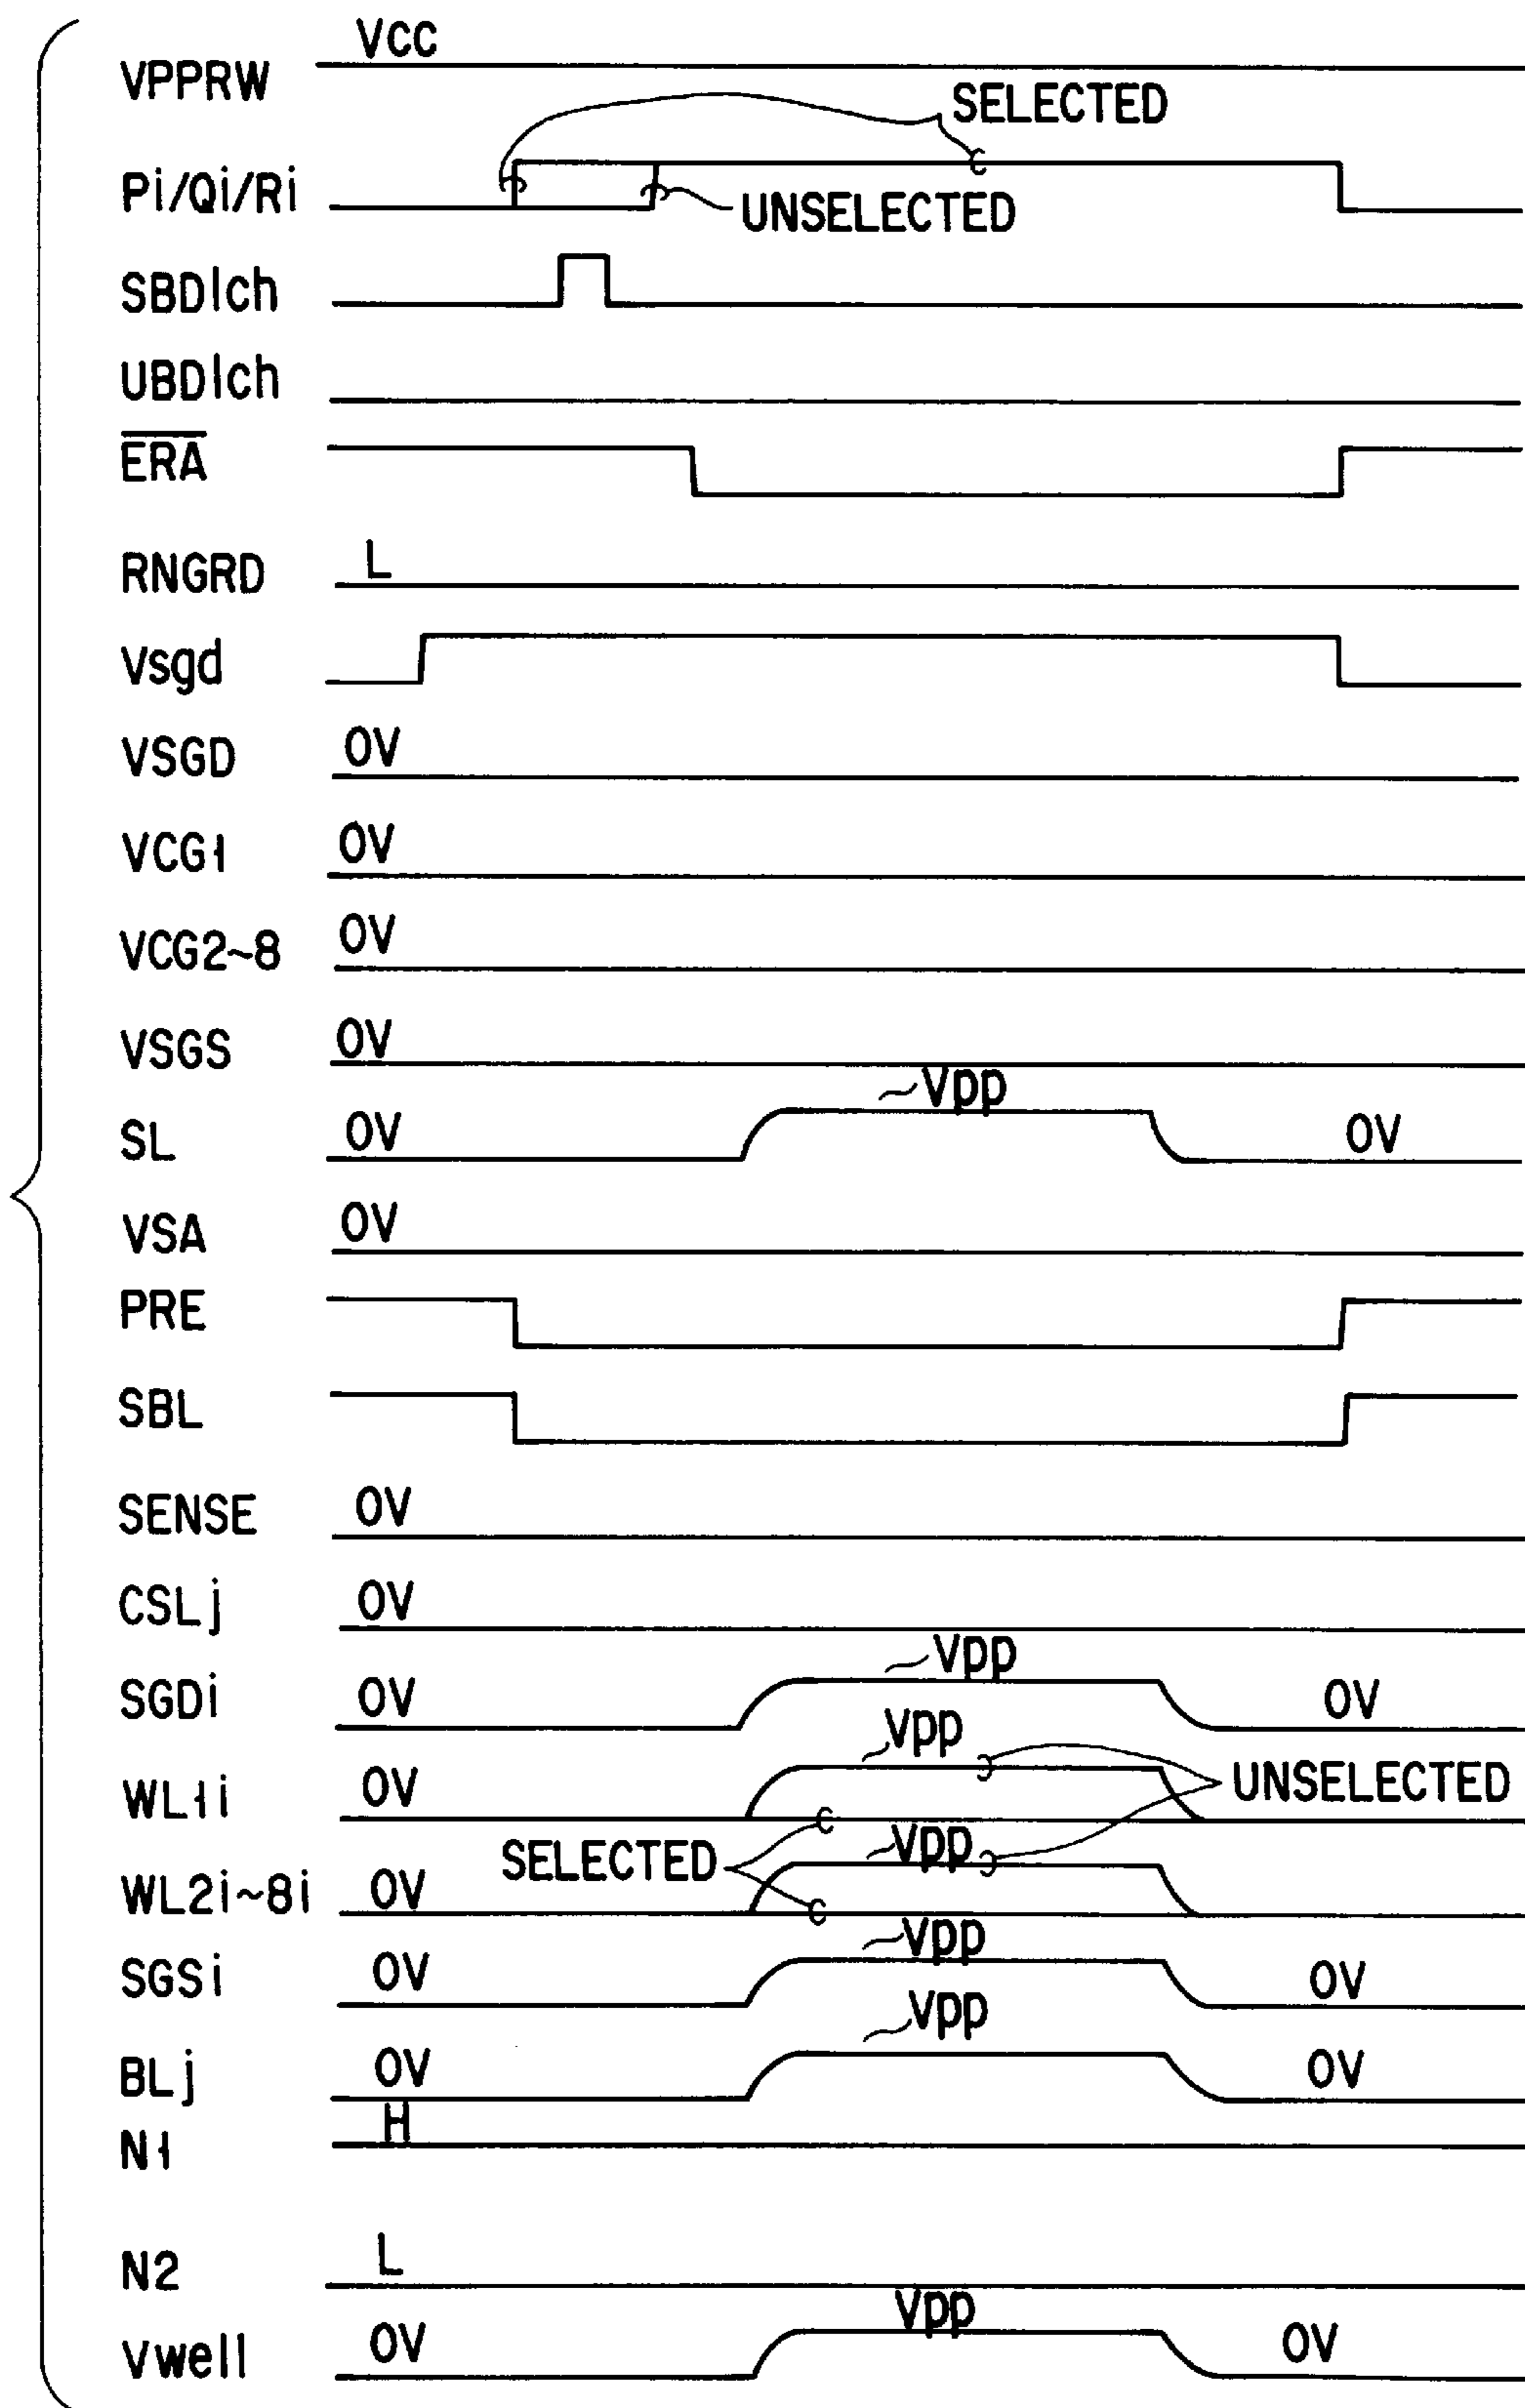 VCC
VPPRW
SELECTED
Pi/Qi/Ri
UNSELECTED
SBDlch
UBDlch
ERA
RNGRD L
Vsgd
VSGD 0V
VCG1 0V
VCG2~8 0V
VSGS 0V
~Vpp
SL 0V 0V
VSA 0V
PRE
SBL
SENSE 0V
CSLj 0V
~Vpp
SGDi 0V 0V
~Vpp
WL1i 0V UNSELECTED
SELECTED ~Vpp
WL2i~8i 0V
~Vpp
SGSi 0V 0V
~Vpp
BLj 0V 0V
N1 H
N2 L
Vpp
Vwell 0V 0V